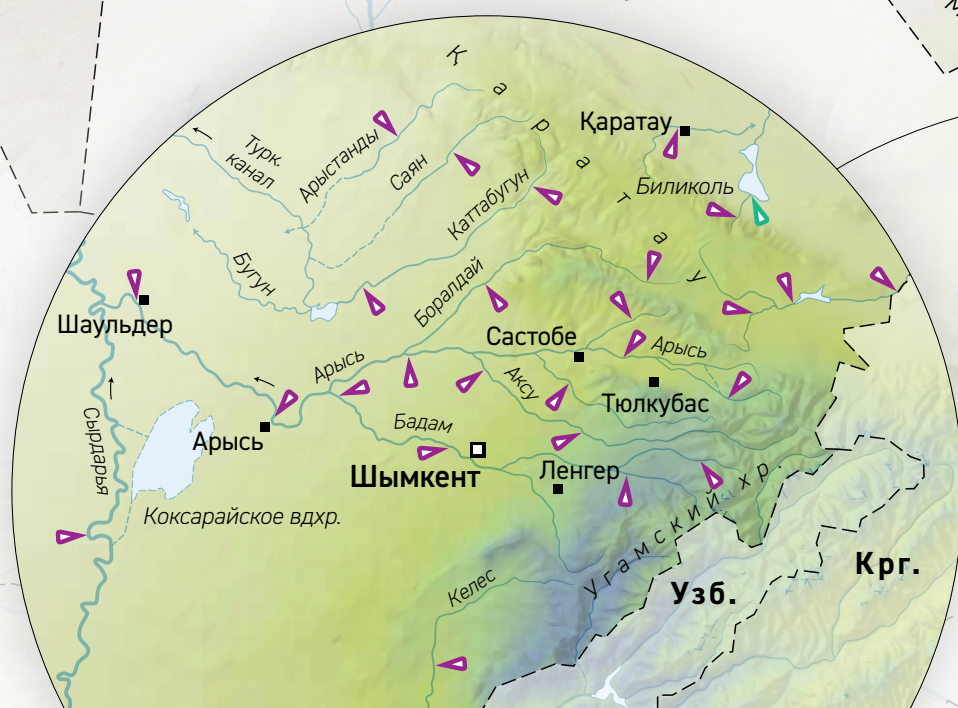 Қаратау
Қаратау
Турк.
канал
Арыстанды
Саян
Биликоль
Каттабугун
Бугун
Боралдай
Шаульдер
Састобе
Арысь
Арысь
Аксу
Тюлкубас
Сырдарья
Арысь
Бадам
Шымкент
Ленгер
Коксарайское вдхр.
Угамский хр.
Келес
Узб.
Крг.